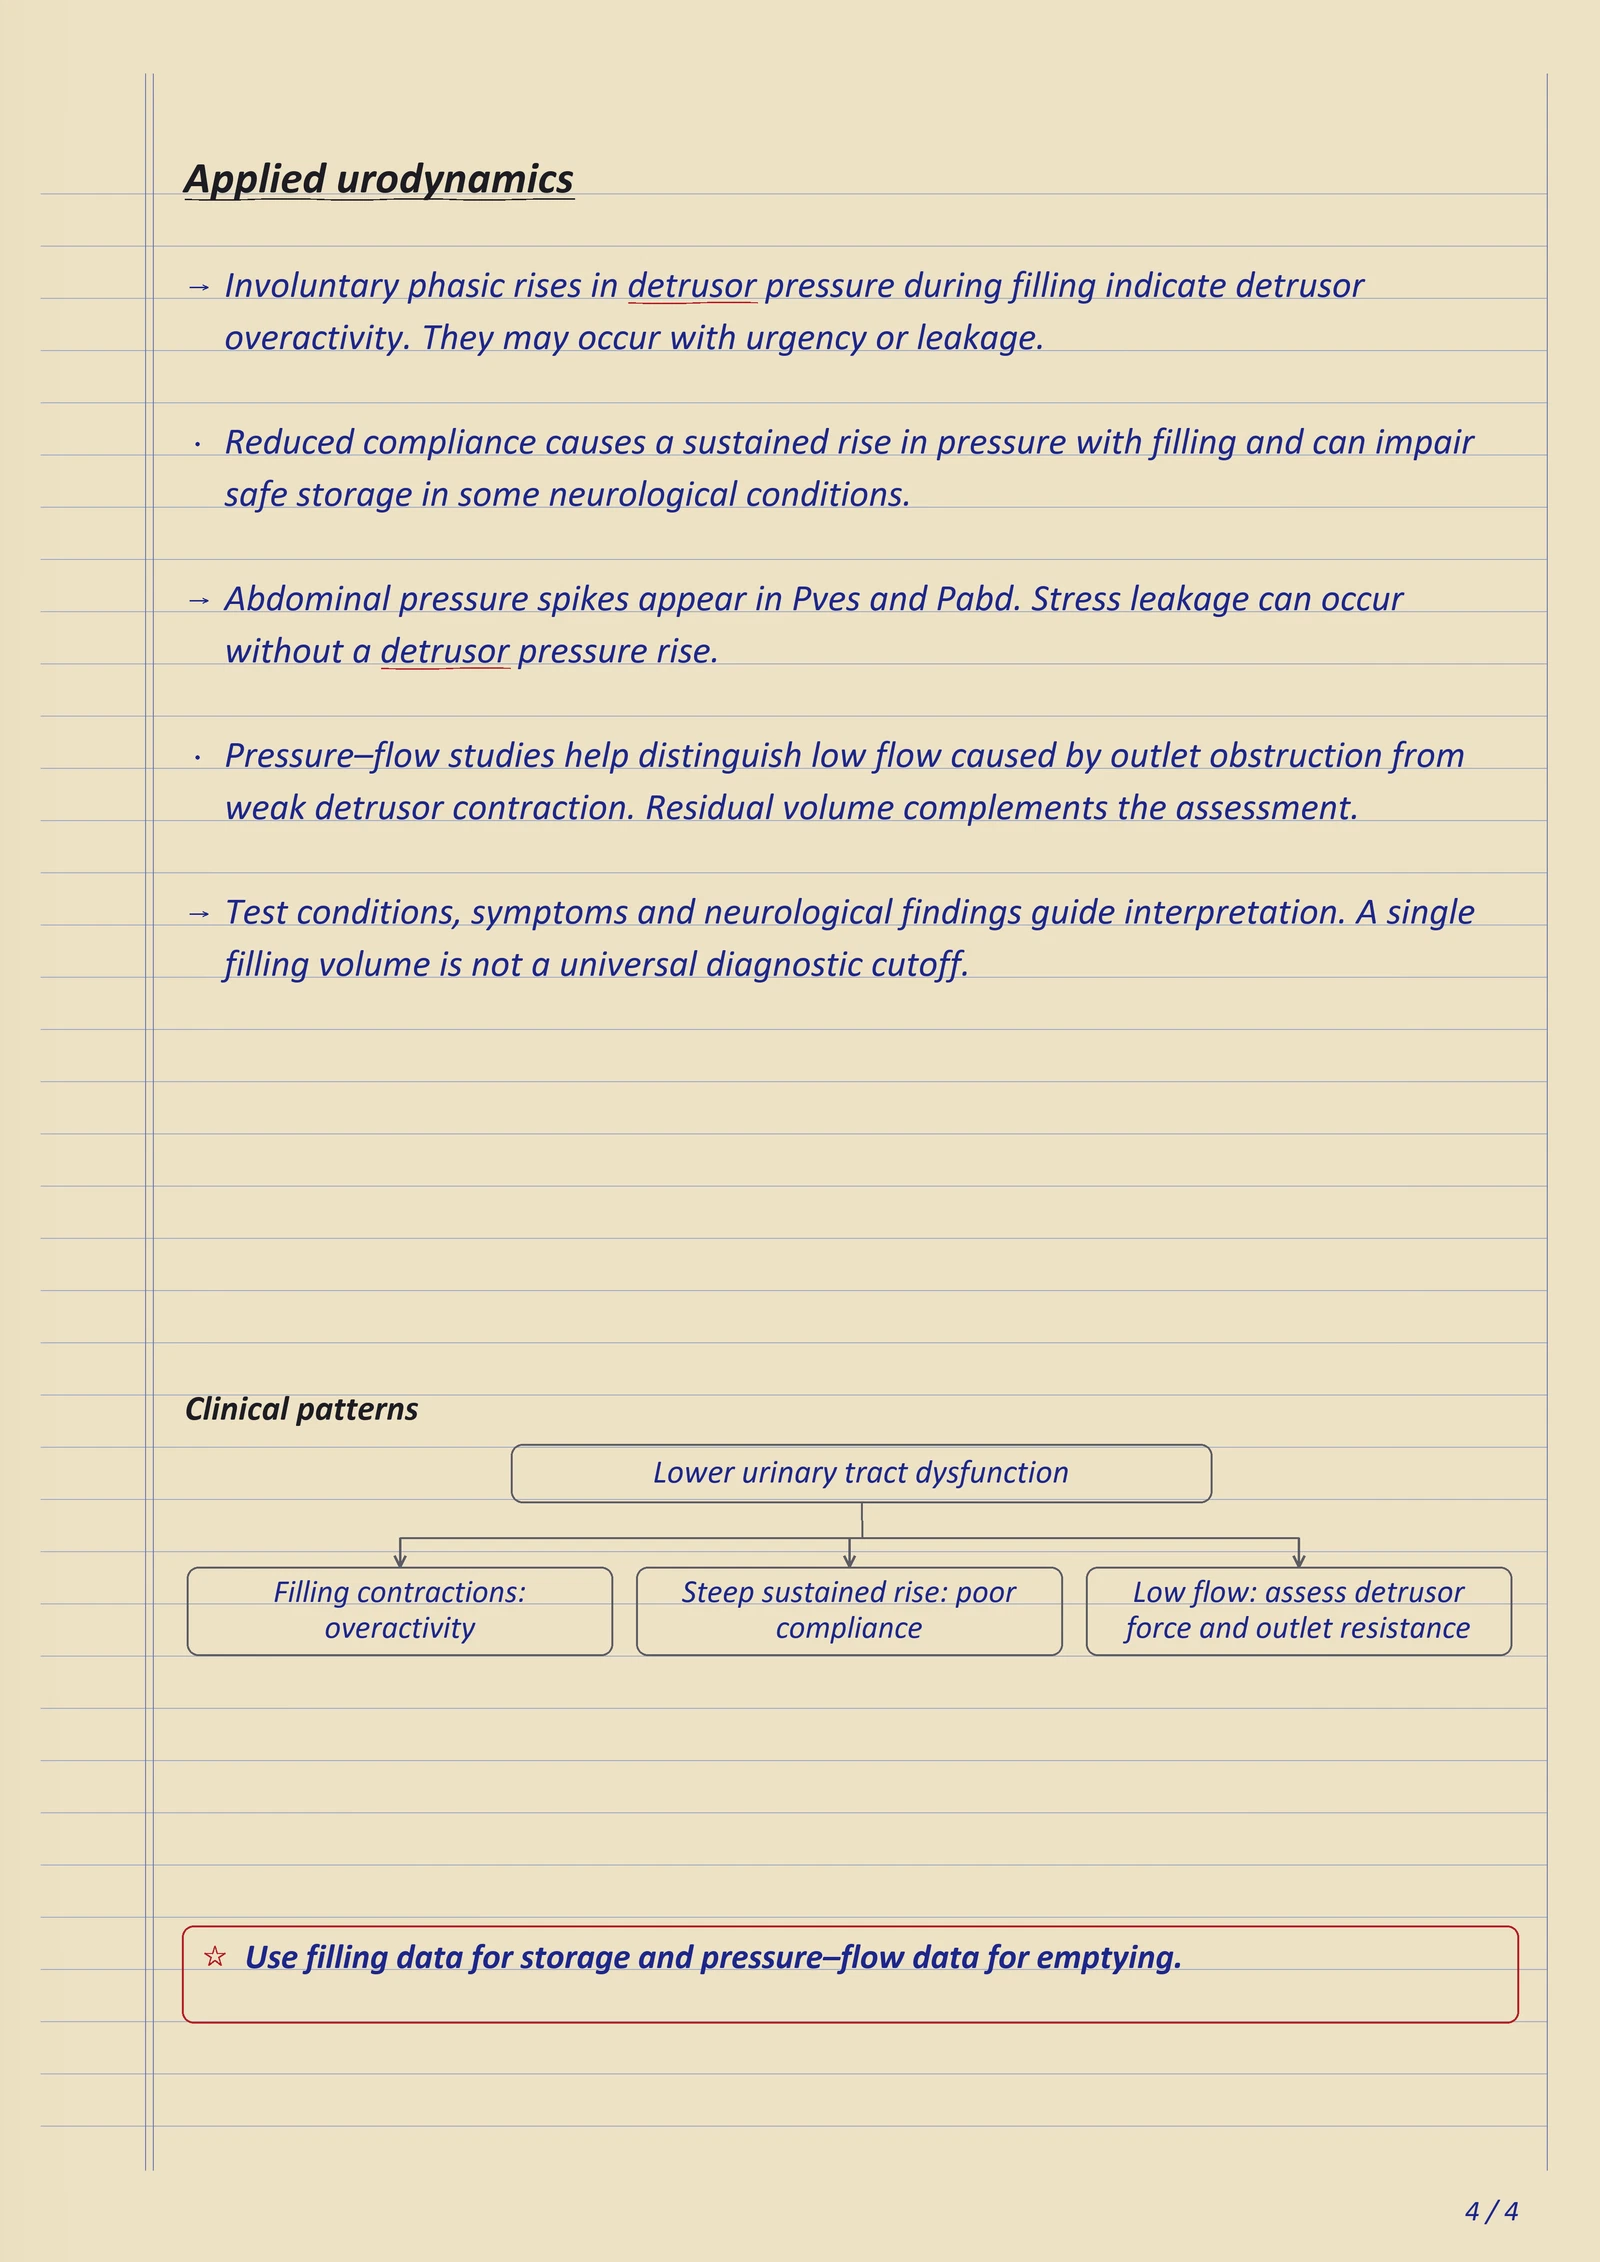 Applied urodynamics
→ Involuntary phasic rises in detrusor pressure during filling indicate detrusor
overactivity. They may occur with urgency or leakage.
· Reduced compliance causes a sustained rise in pressure with filling and can impair
safe storage in some neurological conditions.
→ Abdominal pressure spikes appear in Pves and Pabd. Stress leakage can occur
without a detrusor pressure rise.
· Pressure–flow studies help distinguish low flow caused by outlet obstruction from
weak detrusor contraction. Residual volume complements the assessment.
→ Test conditions, symptoms and neurological findings guide interpretation. A single
filling volume is not a universal diagnostic cutoff.
Clinical patterns
Lower urinary tract dysfunction
Filling contractions:
overactivity
Steep sustained rise: poor
compliance
Low flow: assess detrusor
force and outlet resistance
☆ Use filling data for storage and pressure–flow data for emptying.
4 / 4